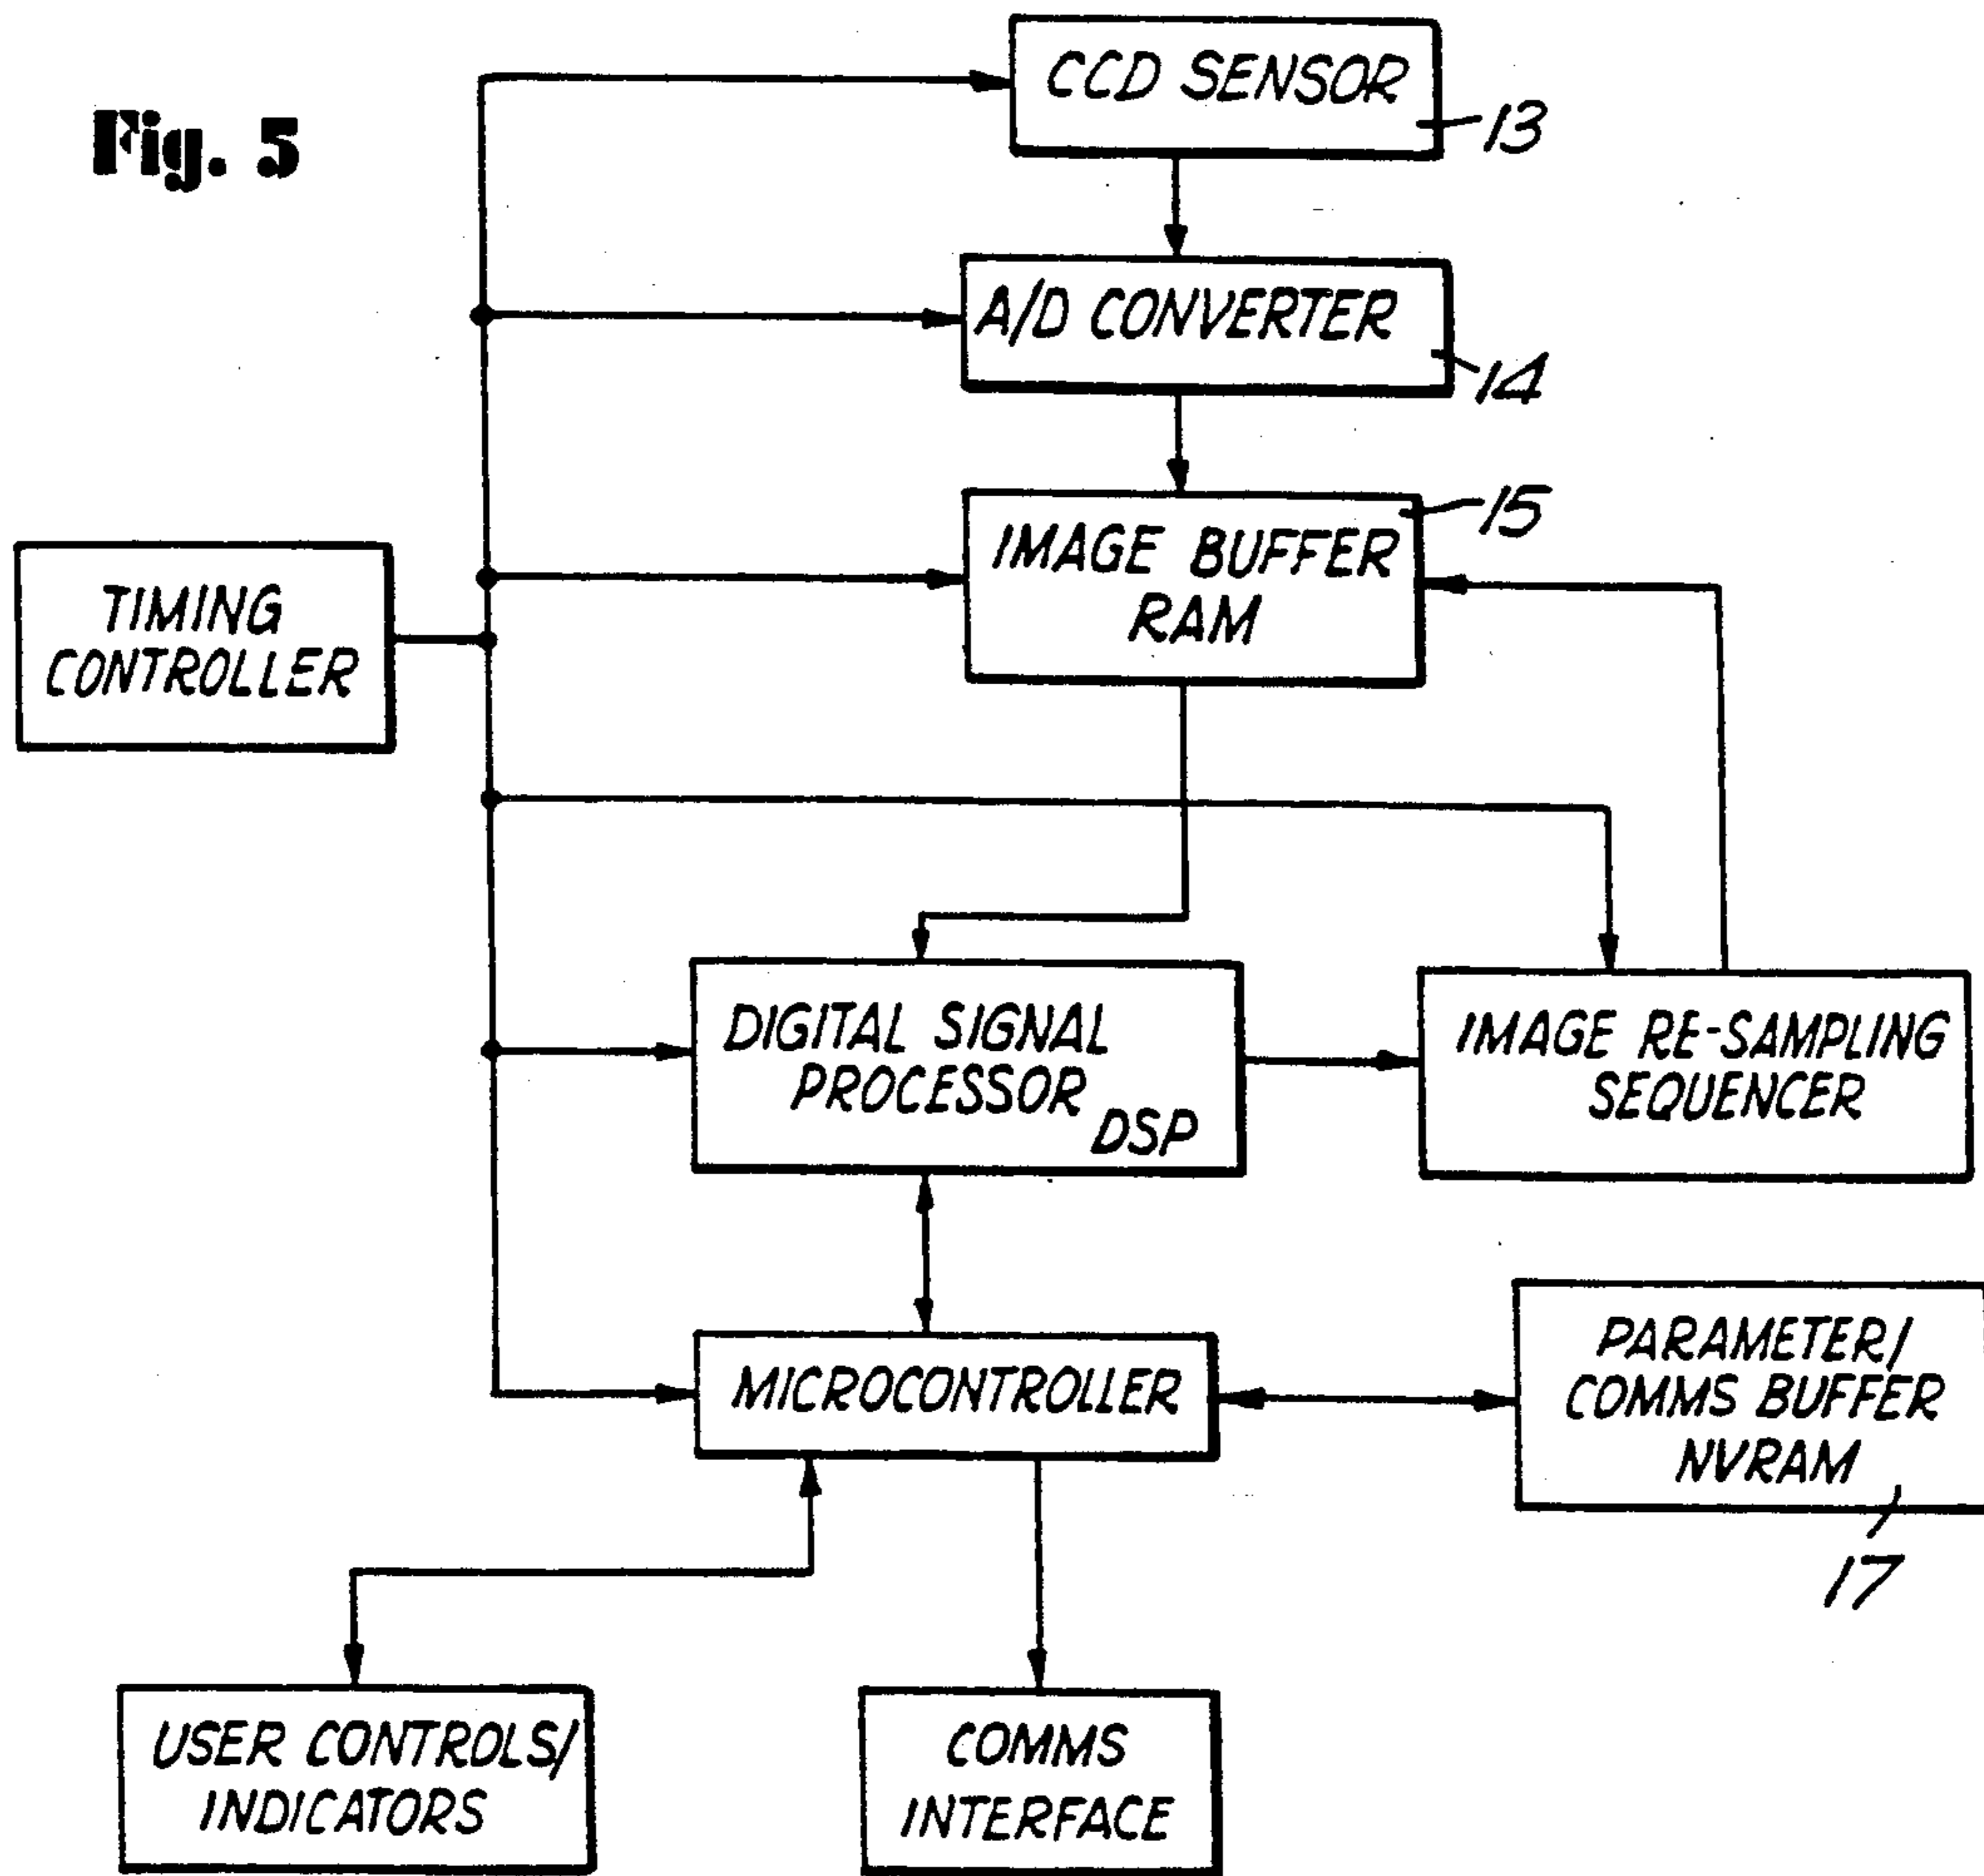 Fig. 5
CCD SENSOR
13
A/D CONVERTER
14
15
IMAGE BUFFER
RAM
TIMING
CONTROLLER
DIGITAL SIGNAL
PROCESSOR
DSP
IMAGE RE-SAMPLING
SEQUENCER
MICROCONTROLLER
PARAMETER/
COMMS BUFFER
NVRAM
17
USER CONTROLS/
INDICATORS
COMMS
INTERFACE